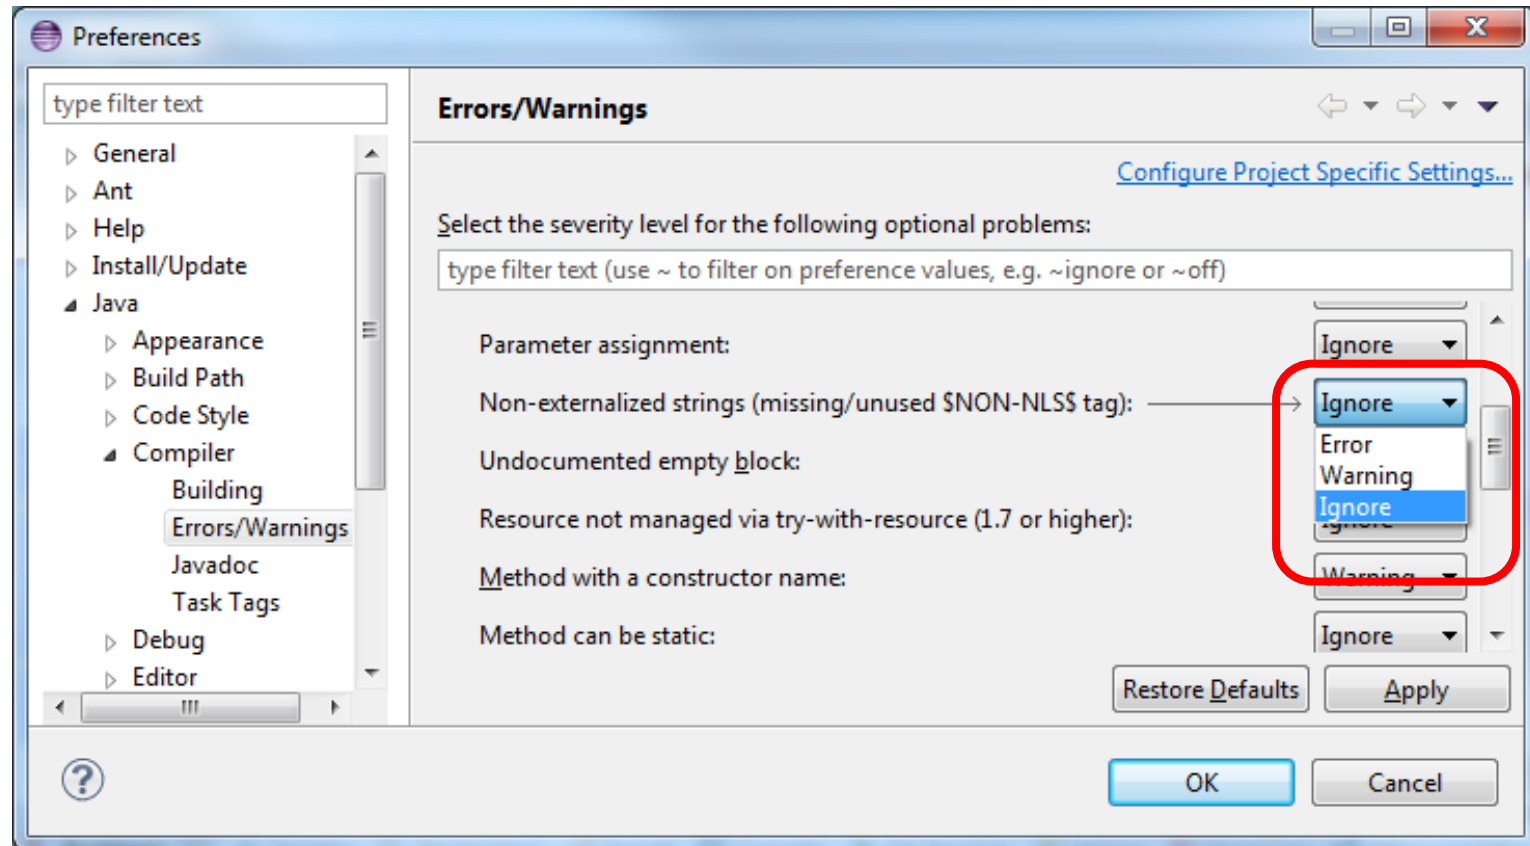 Preferences
type filter text
General
Ant
Help
Install/Update
Java
Appearance
Build Path
Code Style
Compiler
Building
Errors/Warnings
Javadoc
Task Tags
Debug
Editor
Errors/Warnings
Configure Project Specific Settings...
Select the severity level for the following optional problems:
type filter text (use ~ to filter on preference values, e.g. ~ignore or ~off)
Parameter assignment: Ignore
Non-externalized strings (missing/unused $NON-NLS$ tag): Ignore
Error
Undocumented empty block:
Warning
Ignore
Resource not managed via try-with-resource (1.7 or higher): Ignore
Method with a constructor name: Warning
Method can be static: Ignore
Restore Defaults Apply
? OK Cancel